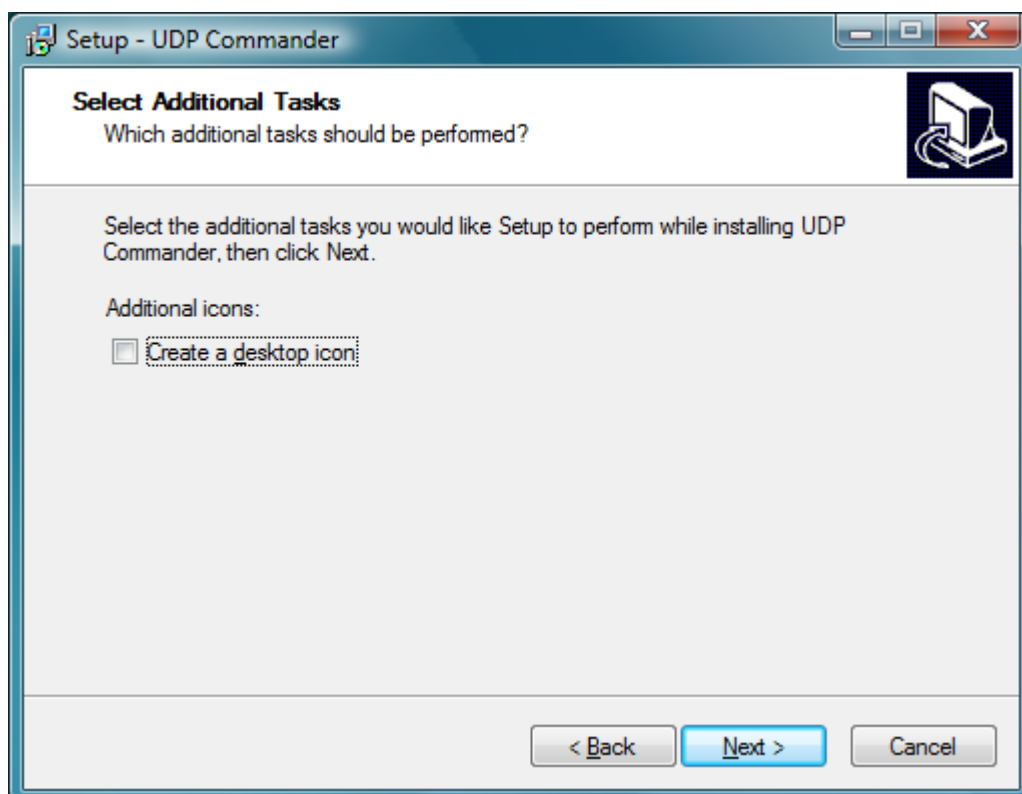 Setup - UDP Commander
Select Additional Tasks
Which additional tasks should be performed?
Select the additional tasks you would like Setup to perform while installing UDP
Commander, then click Next.
Additional icons:
Create a desktop icon
< Back Next > Cancel